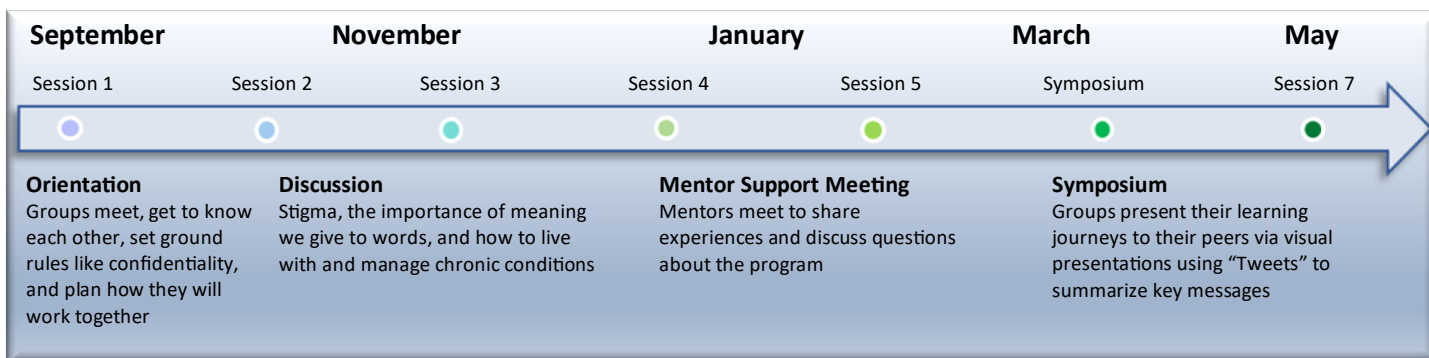 September November January March May
Session 1 Session 2 Session 3 Session 4 Session 5 Symposium Session 7
Orientation
Groups meet, get to know
each other, set ground
rules like confidentiality,
and plan how they will
work together
Discussion
Stigma, the importance of meaning
we give to words, and how to live
with and manage chronic conditions
Mentor Support Meeting
Mentors meet to share
experiences and discuss questions
about the program
Symposium
Groups present their learning
journeys to their peers via visual
presentations using “Tweets” to
summarize key messages